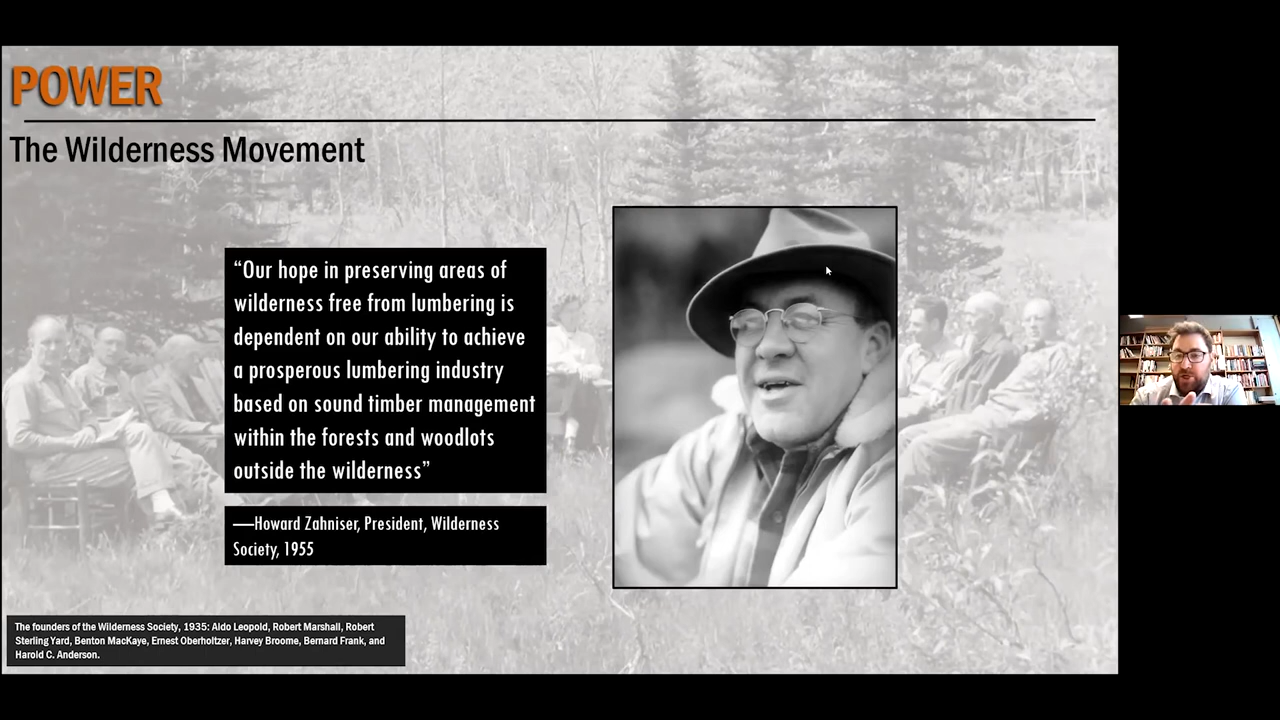 POWER
The Wilderness Movement
“Our hope in preserving areas of
wilderness free from lumbering is
dependent on our ability to achieve
a prosperous lumbering industry
based on sound timber management
within the forests and woodlots
outside the wilderness”
—Howard Zahniser, President, Wilderness
Society, 1955
The founders of the Wilderness Society, 1935: Aldo Leopold, Robert Marshall, Robert
Sterling Yard, Benton MacKaye, Ernest Oberholtzer, Harvey Broome, Bernard Frank, and
Harold C. Anderson.